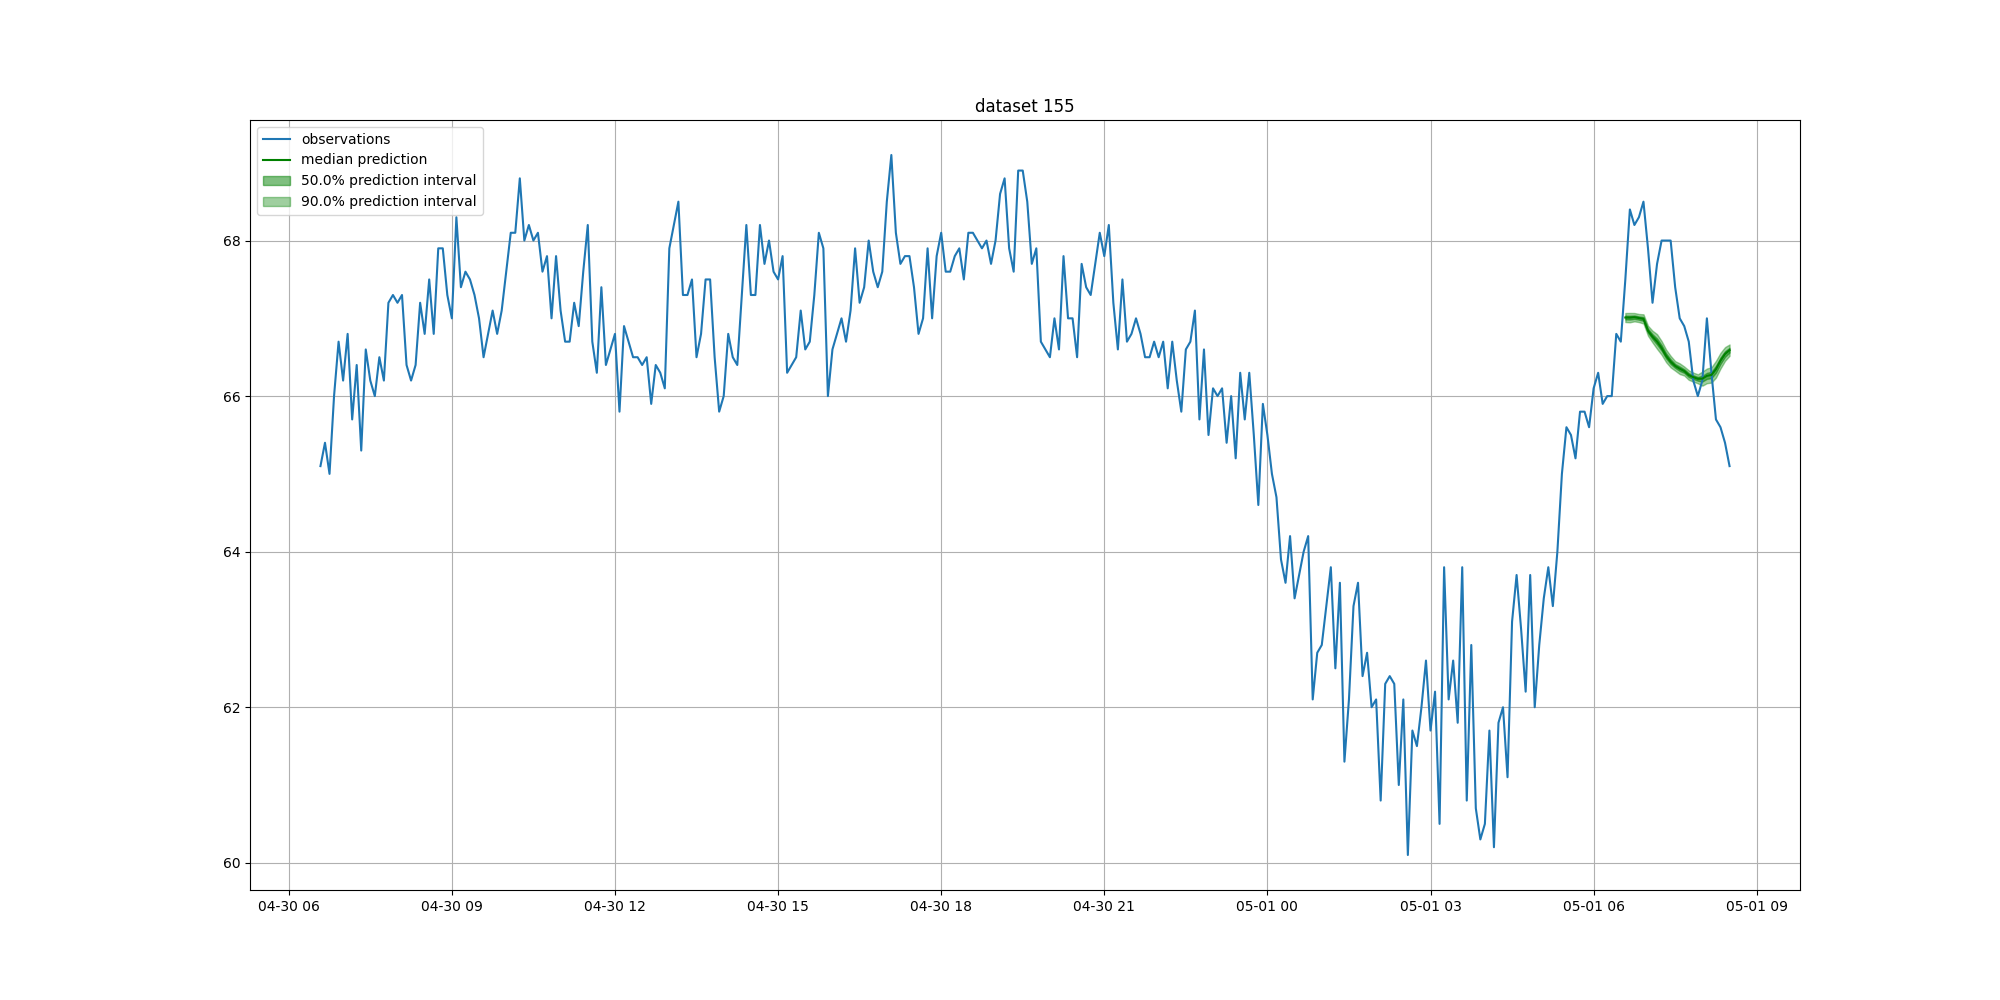 dataset 155
observations
median prediction
50.0% prediction interval
90.0% prediction interval
68
66
64
62
60
04-30 06 04-30 09 04-30 12 04-30 15 04-30 18 04-30 21 05-01 00 05-01 03 05-01 06 05-01 09